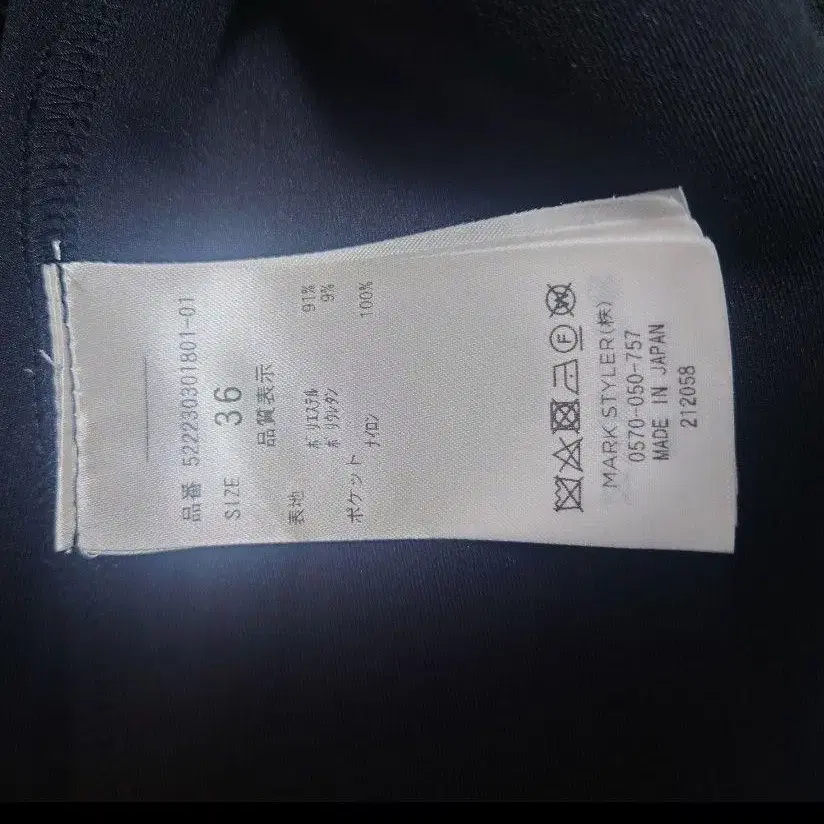 品番 522230301801-01
SIZE 36
品質表示
表地 ポリエステル 91%
ポリウレタン 9%
ポケット ナイロン 100%
F W
MARK STYLER(株)
0570-050-757
MADE IN JAPAN
212058